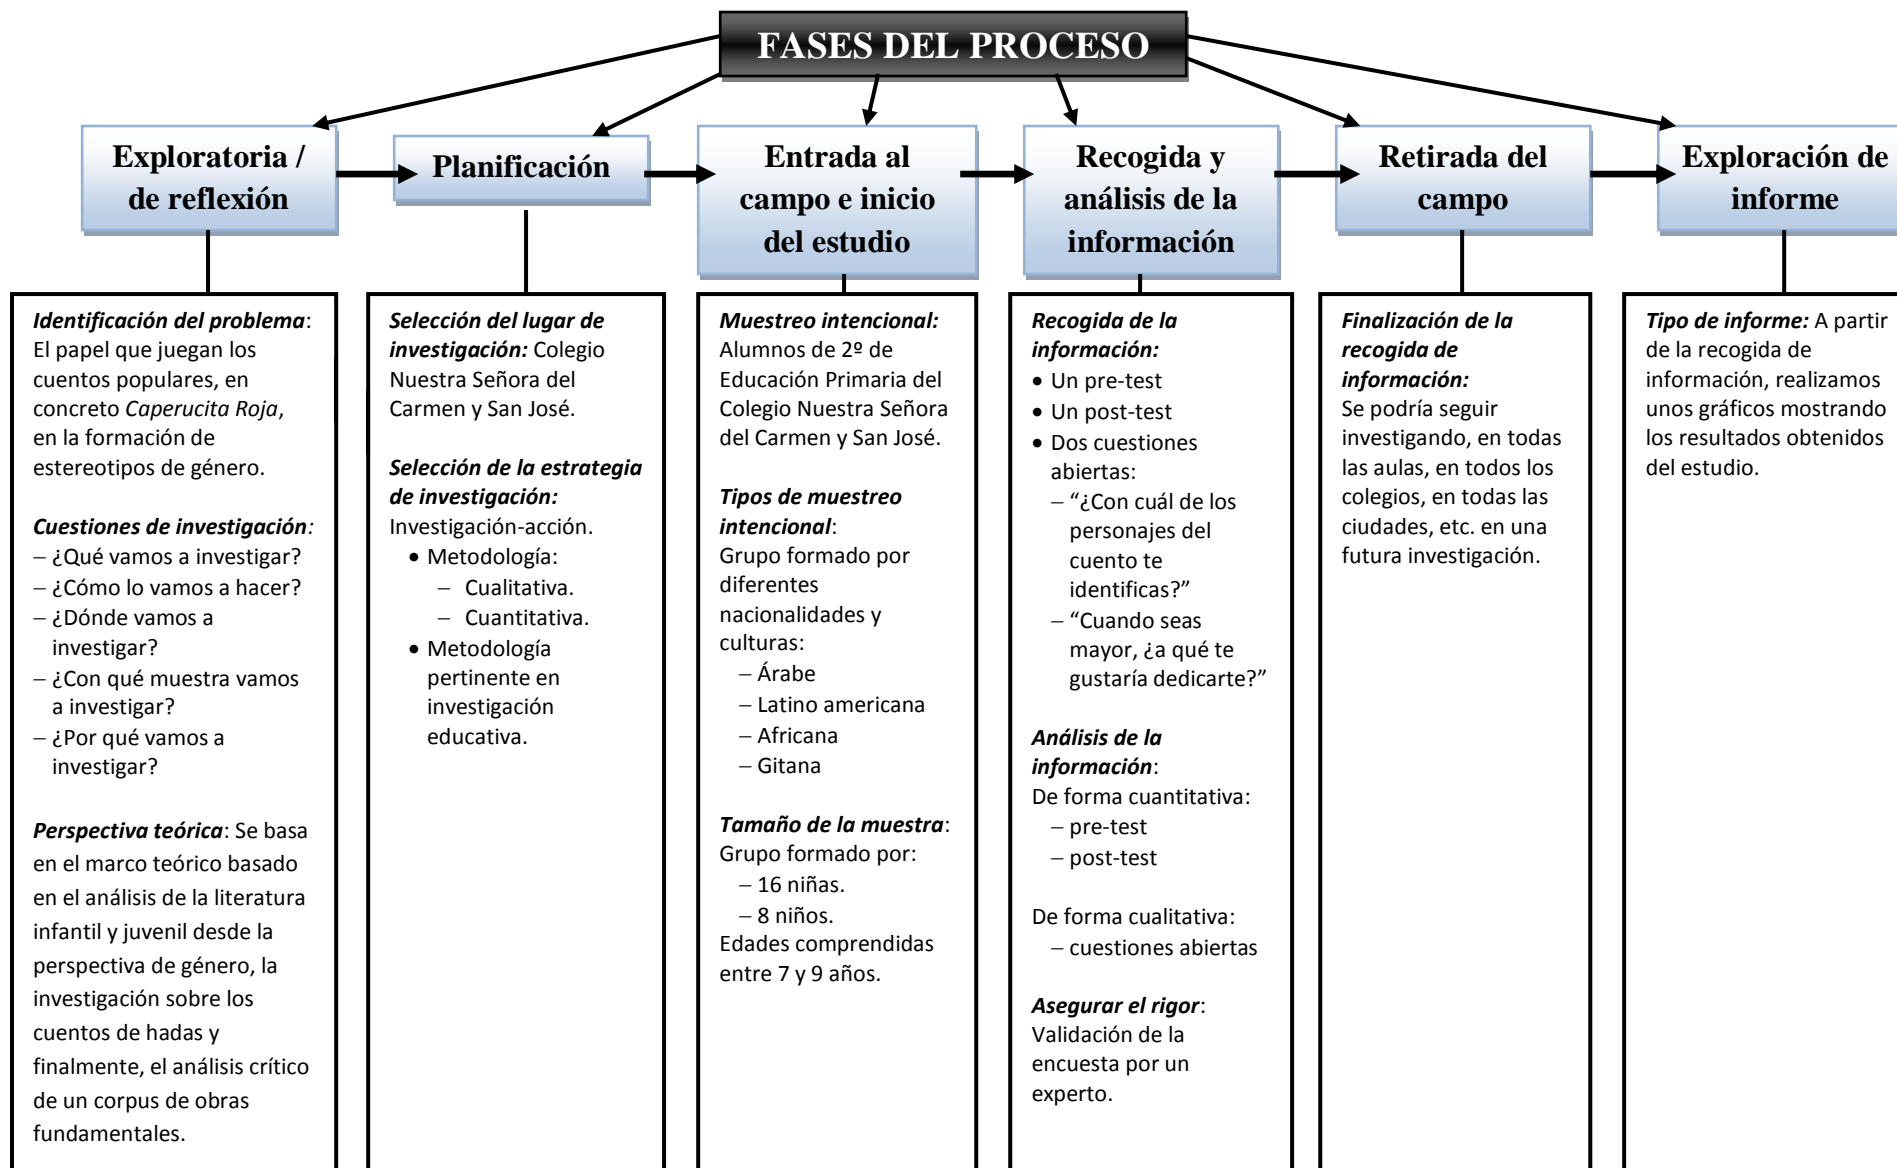 FASES DEL PROCESO
Exploratoria /
de reflexión
Planificación
Entrada al
campo e inicio
del estudio
Recogida y
análisis de la
información
Retirada del
campo
Exploración de
informe
Identificación del problema:
El papel que juegan los
cuentos populares, en
concreto Caperucita Roja,
en la formación de
estereotipos de género.
Cuestiones de investigación:
– ¿Qué vamos a investigar?
– ¿Cómo lo vamos a hacer?
– ¿Dónde vamos a
investigar?
– ¿Con qué muestra vamos
a investigar?
– ¿Por qué vamos a
investigar?
Perspectiva teórica: Se basa
en el marco teórico basado
en el análisis de la literatura
infantil y juvenil desde la
perspectiva de género, la
investigación sobre los
cuentos de hadas y
finalmente, el análisis crítico
de un corpus de obras
fundamentales.
Selección del lugar de
investigación: Colegio
Nuestra Señora del
Carmen y San José.
Selección de la estrategia
de investigación:
Investigación-acción.
• Metodología:
– Cualitativa.
– Cuantitativa.
• Metodología
pertinente en
investigación
educativa.
Muestreo intencional:
Alumnos de 2º de
Educación Primaria del
Colegio Nuestra Señora
del Carmen y San José.
Tipos de muestreo
intencional:
Grupo formado por
diferentes
nacionalidades y
culturas:
– Árabe
– Latino americana
– Africana
– Gitana
Tamaño de la muestra:
Grupo formado por:
– 16 niñas.
– 8 niños.
Edades comprendidas
entre 7 y 9 años.
Recogida de la
información:
• Un pre-test
• Un post-test
• Dos cuestiones
abiertas:
– “¿Con cuál de los
personajes del
cuento te
identificas?”
– “Cuando seas
mayor, ¿a qué te
gustaría dedicarte?”
Análisis de la
información:
De forma cuantitativa:
– pre-test
– post-test
De forma cualitativa:
– cuestiones abiertas
Asegurar el rigor:
Validación de la
encuesta por un
experto.
Finalización de la
recogida de
información:
Se podría seguir
investigando, en todas
las aulas, en todos los
colegios, en todas las
ciudades, etc. en una
futura investigación.
Tipo de informe: A partir
de la recogida de
información, realizamos
unos gráficos mostrando
los resultados obtenidos
del estudio.